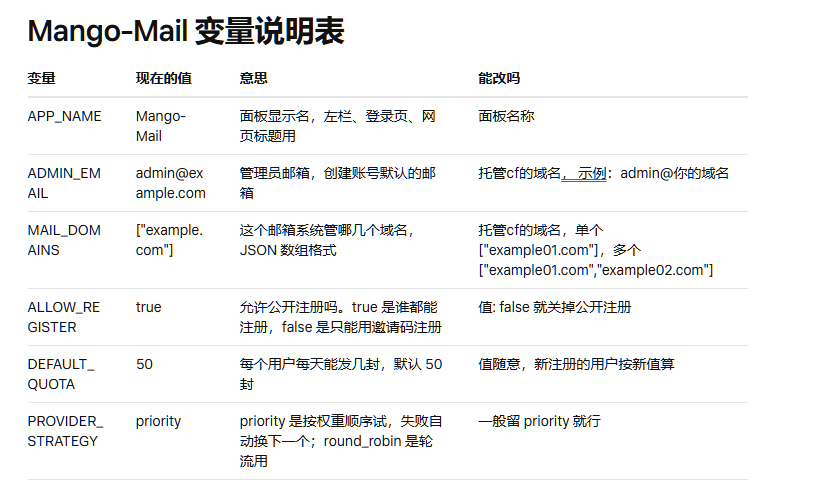 Mango-Mail 变量说明表
变量 现在的值 意思 能改吗
APP_NAME Mango- 面板显示名，左栏、登录页、网 面板名称
Mail 页标题用
ADMIN_EM admin@ex 管理员邮箱，创建账号默认的邮 托管cf的域名， 示例：admin@你的域名
AIL ample.com 箱
MAIL_DOM ["example. 这个邮箱系统管哪几个域名， 托管cf的域名，单个
AINS com"] JSON 数组格式 ["example01.com"]，多个
["example01.com","example02.com"]
ALLOW_RE true 允许公开注册吗。true 是谁都能 值: false 就关掉公开注册
GISTER 注册，false 是只能用邀请码注册
DEFAULT_ 50 每个用户每天能发几封，默认 50 值随意，新注册的用户按新值算
QUOTA 封
PROVIDER_ priority priority 是按权重顺序试，失败自 一般留 priority 就行
STRATEGY 动换下一个；round_robin 是轮
流用